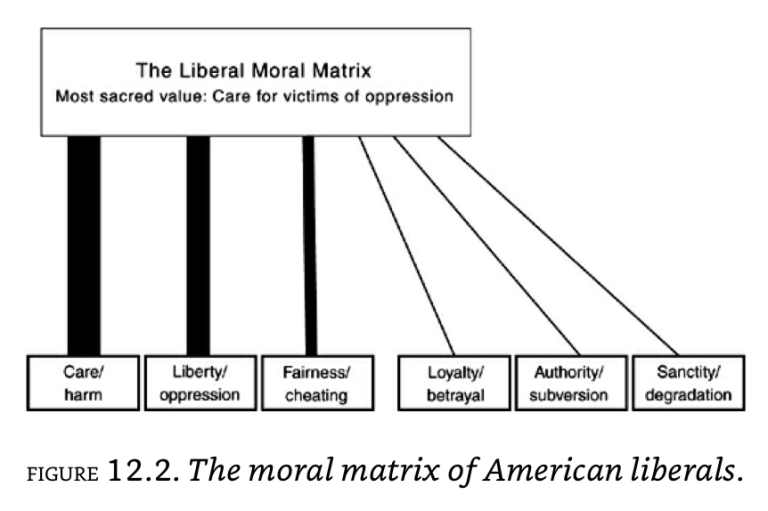 The Liberal Moral Matrix
Most sacred value: Care for victims of oppression
Care/
harm
Liberty/
oppression
Fairness/
cheating
Loyalty/
betrayal
Authority/
subversion
Sanctity/
degradation
FIGURE 12.2. The moral matrix of American liberals.